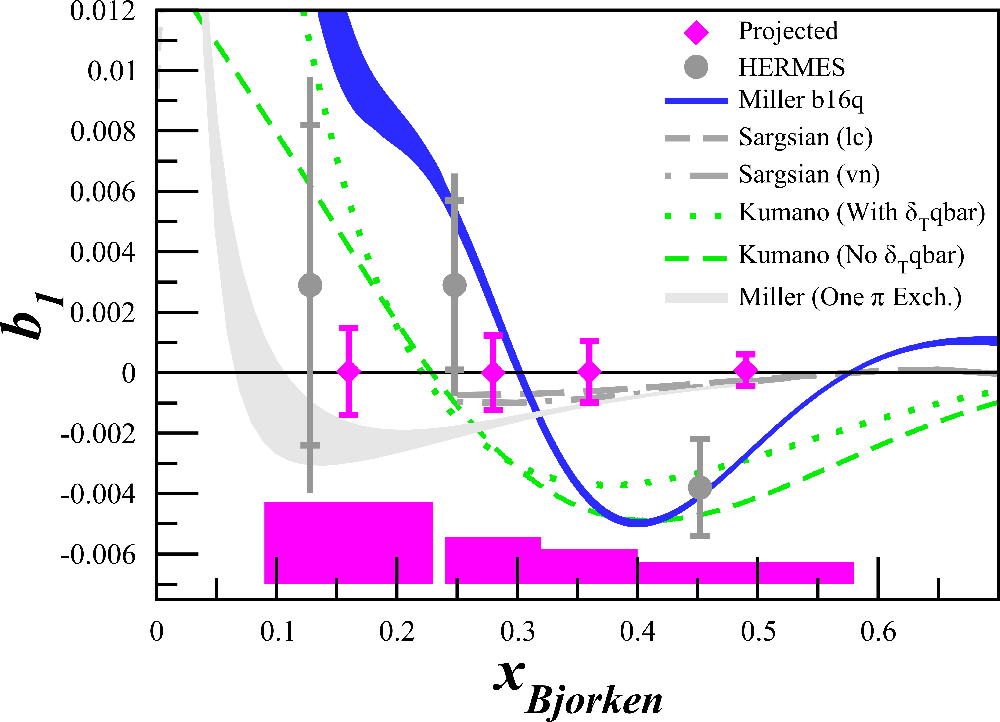 0.012
0.01
0.008
0.006
0.004
0.002
0
-0.002
-0.004
-0.006
b1
Projected
HERMES
Miller b16q
Sargsian (lc)
Sargsian (vn)
Kumano (With δTqbar)
Kumano (No δTqbar)
Miller (One π Exch.)
0 0.1 0.2 0.3 0.4 0.5 0.6
xBjorken